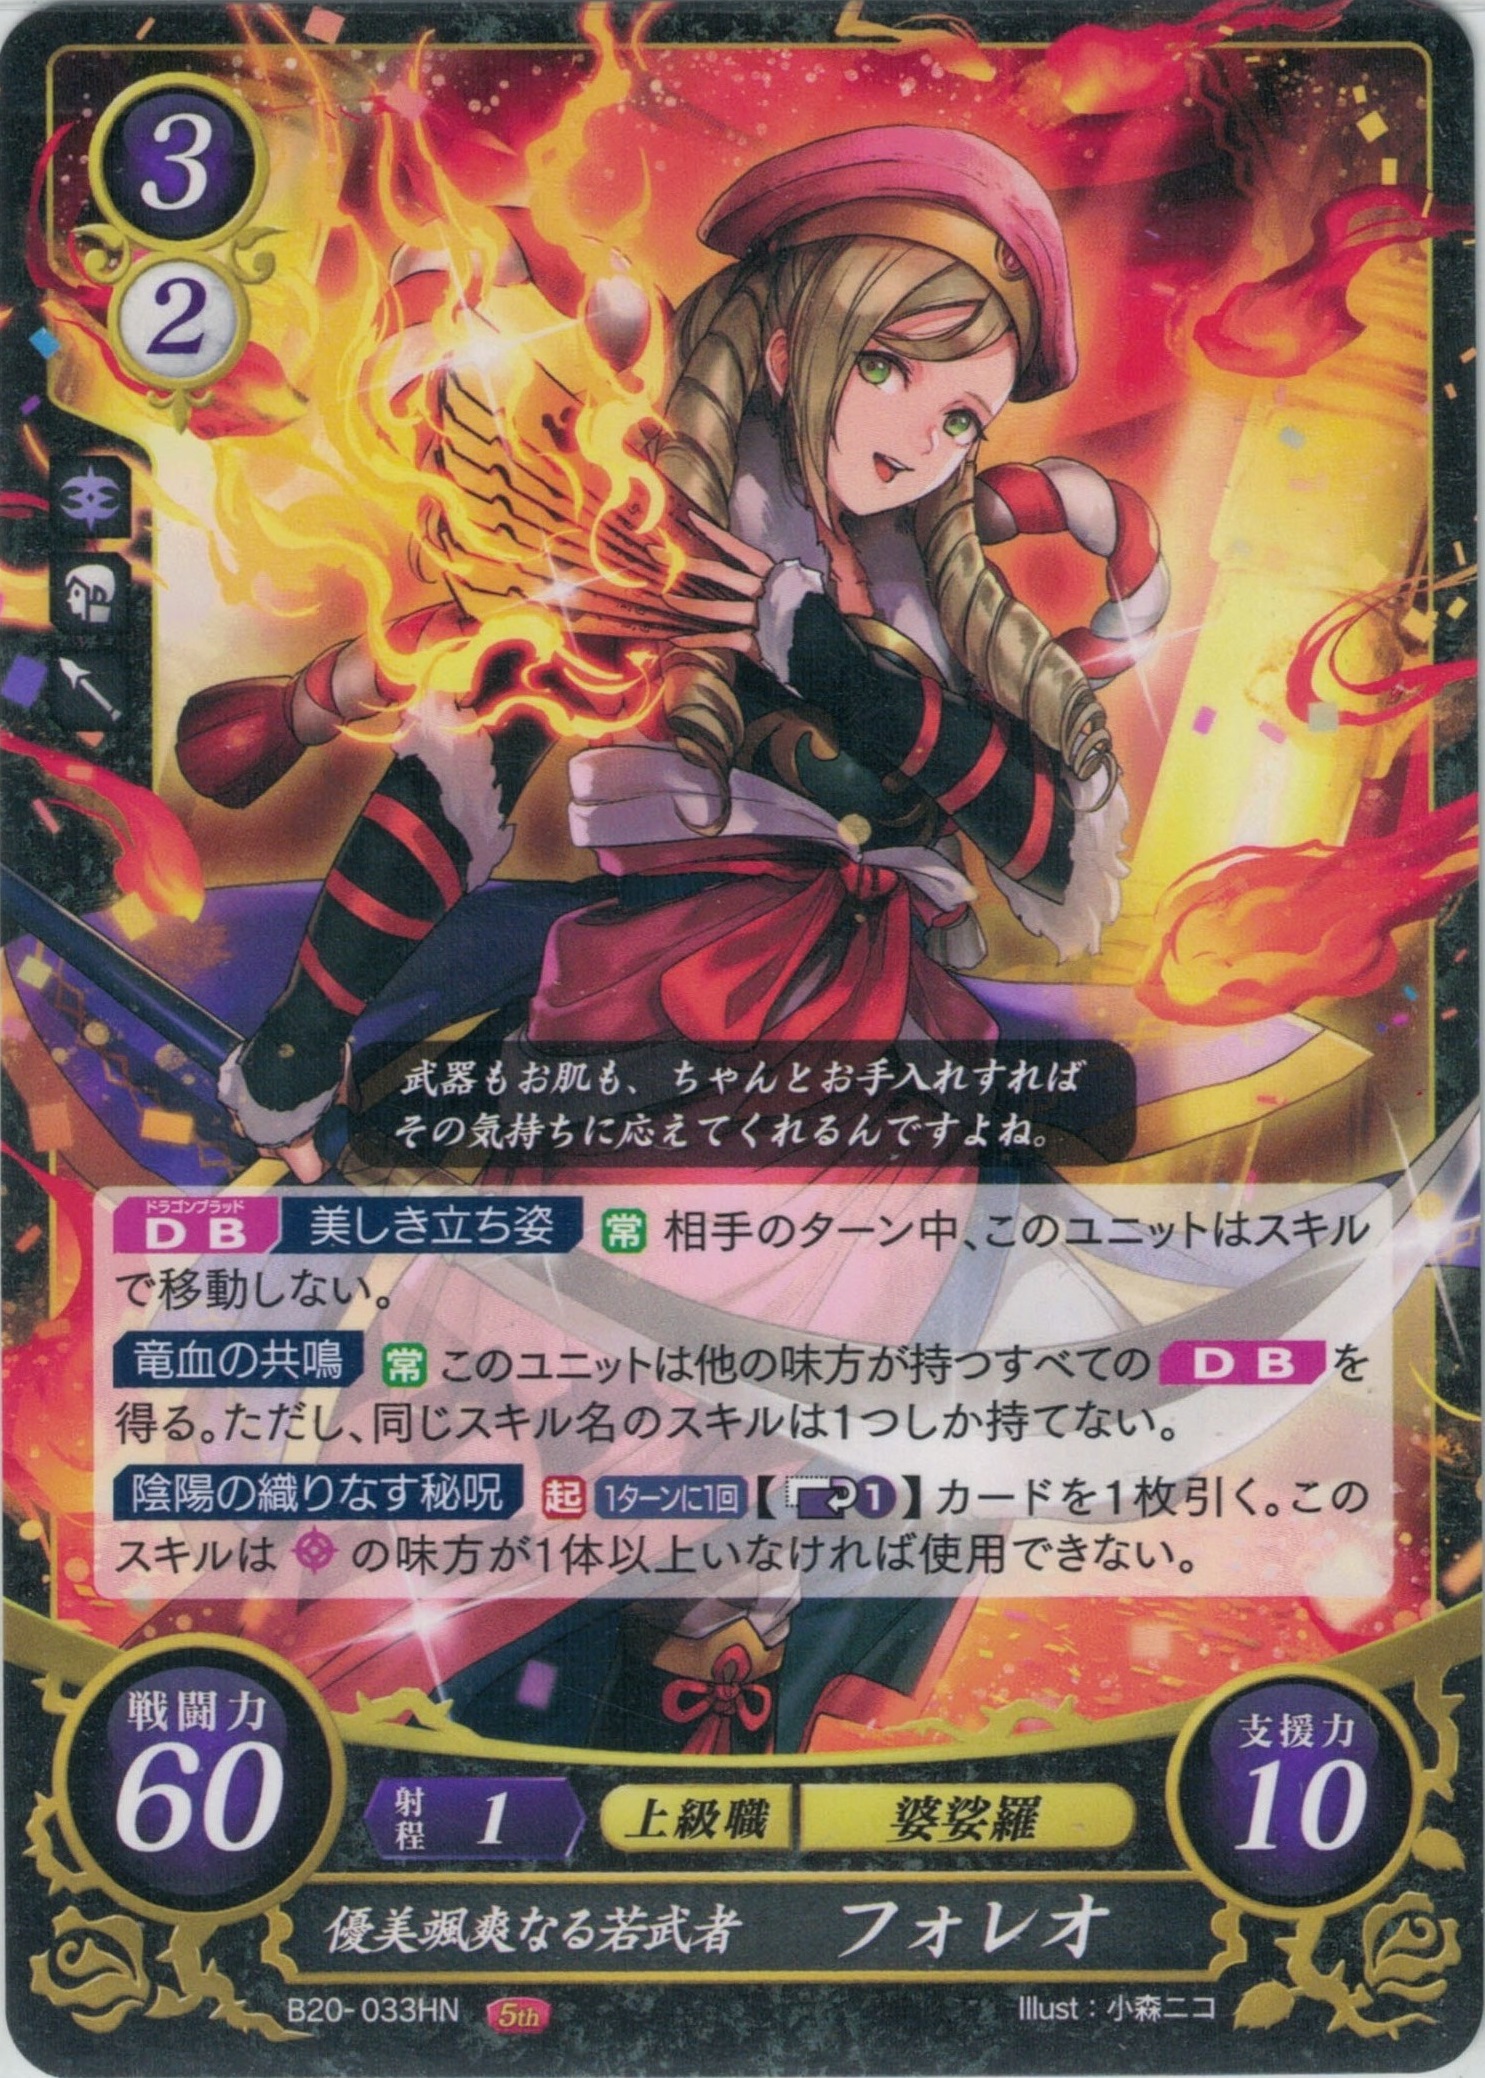 3
2
武器もお肌も、ちゃんとお手入れすれば
その気持ちに応えてくれるんですよね。
ドラゴンブラッド
DB 美しき立ち姿 常 相手のターン中、このユニットはスキル
で移動しない。
竜血の共鳴 常 このユニットは他の味方が持つすべての DB を
得る。ただし、同じスキル名のスキルは1つしか持てない。
陰陽の織りなす秘呪 起 1ターンに1回 【 1 】カードを1枚引く。この
スキルは の味方が1体以上いなければ使用できない。
戦闘力
60
射程 1
上級職
婆娑羅
支援力
10
優美颯爽なる若武者 フォレオ
B20-033HN 5th
Illust：小森ニコ